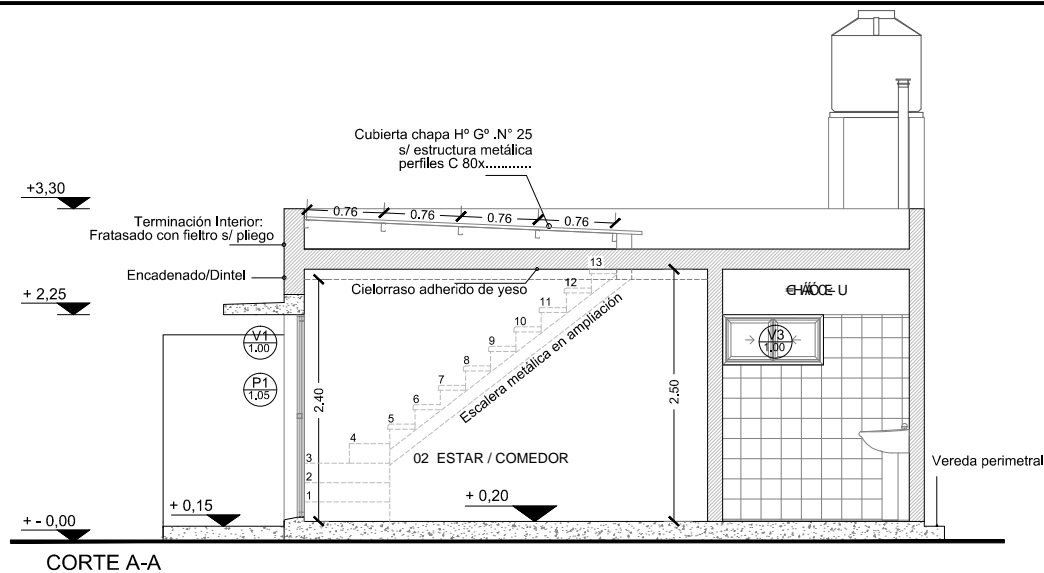 Cubierta chapa Hº Gº .N° 25
s/ estructura metálica
perfiles C 80x............
+3,30
0.76
0.76
0.76
0.76
Terminación Interior:
Fratasado con fieltro s/ pliego
Encadenado/Dintel
13
Cielorraso adherido de yeso
12
+ 2,25
11
10
V1
1.00
V3
1.00
9
8
P1
1.05
7
2.40
Escalera metálica en ampliación
2.50
6
5
4
3
02 ESTAR / COMEDOR
Vereda perimetral
2
1
+ 0,15
+ 0,20
+ - 0,00
CORTE A-A